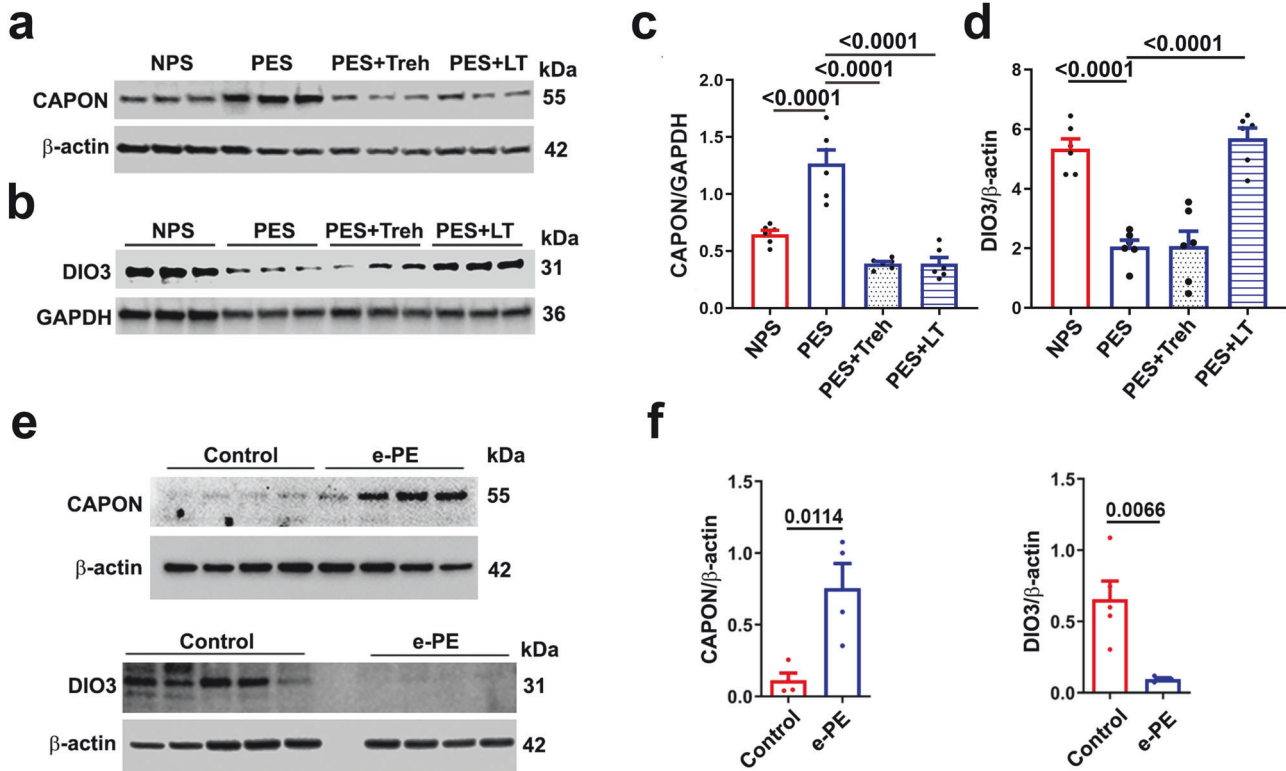 a
NPS PES PES+Treh PES+LT kDa
CAPON 55
β-actin 42
b
NPS PES PES+Treh PES+LT kDa
DIO3 31
GAPDH 36
c
<0.0001
<0.0001
<0.0001
CAPON/GAPDH
2.0
1.5
1.0
0.5
0.0
NPS PES PES+Treh PES+LT
d
<0.0001
<0.0001
DIO3/β-actin
8
6
4
2
0
NPS PES PES+Treh PES+LT
e
Control e-PE kDa
CAPON 55
β-actin 42
Control e-PE kDa
DIO3 31
β-actin 42
f
0.0114
CAPON/β-actin
1.5
1.0
0.5
0.0
Control e-PE
0.0066
DIO3/β-actin
1.5
1.0
0.5
0.0
Control e-PE